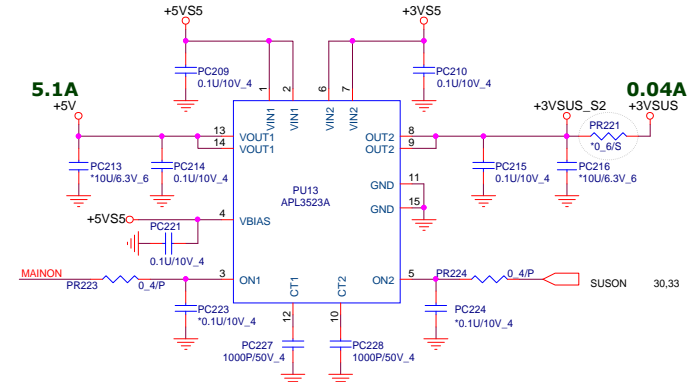 +5VS5
+3VS5
PC209
0.1U/10V_4
PC210
0.1U/10V_4
5.1A
+5V
0.04A
+3VSUS_S2
+3VSUS
1
2
6
7
VIN1
VIN1
VIN2
VIN2
PR221
*0_6/S
13
VOUT1
14
VOUT1
8
OUT2
9
OUT2
PC213
*10U/6.3V_6
PC214
0.1U/10V_4
PC215
0.1U/10V_4
PC216
*10U/6.3V_6
PU13
APL3523A
11
GND
15
GND
+5VS5
4
VBIAS
PC221
0.1U/10V_4
MAINON
PR223
0_4/P
3
ON1
CT1
CT2
ON2
5
PR224
0_4/P
SUSON
30,33
PC223
*0.1U/10V_4
12
10
PC224
*0.1U/10V_4
PC227
1000P/50V_4
PC228
1000P/50V_4